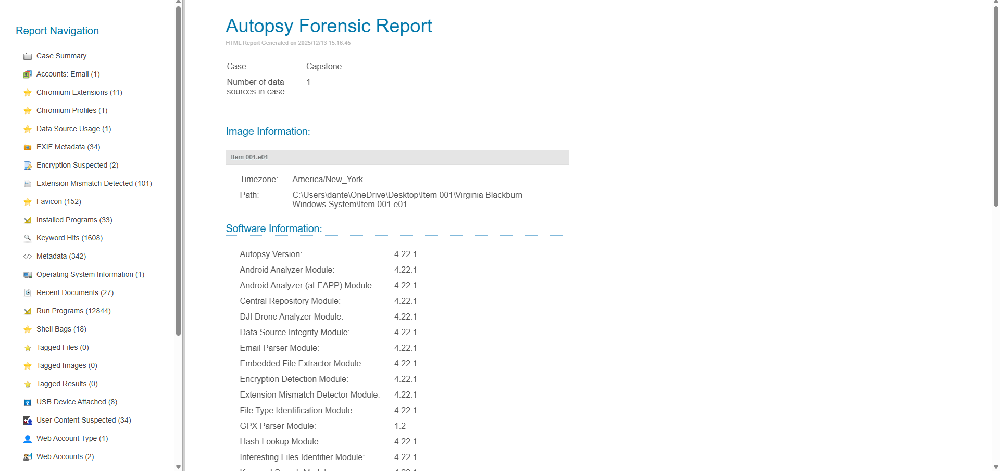 Report Navigation
Case Summary
Accounts: Email (1)
Chromium Extensions (11)
Chromium Profiles (1)
Data Source Usage (1)
EXIF Metadata (34)
Encryption Suspected (2)
Extension Mismatch Detected (101)
Favicon (152)
Installed Programs (33)
Keyword Hits (1608)
Metadata (342)
Operating System Information (1)
Recent Documents (27)
Run Programs (12844)
Shell Bags (18)
Tagged Files (0)
Tagged Images (0)
Tagged Results (0)
USB Device Attached (8)
User Content Suspected (34)
Web Account Type (1)
Web Accounts (2)
Autopsy Forensic Report
HTML Report Generated on 2025/12/13 15:16:45
Case: Capstone
Number of data 1
sources in case:
Image Information:
Item 001.e01
Timezone: America/New_York
Path: C:\Users\dante\OneDrive\Desktop\Item 001\Virginia Blackburn
Windows System\Item 001.e01
Software Information:
Autopsy Version: 4.22.1
Android Analyzer Module: 4.22.1
Android Analyzer (aLEAPP) Module: 4.22.1
Central Repository Module: 4.22.1
DJI Drone Analyzer Module: 4.22.1
Data Source Integrity Module: 4.22.1
Email Parser Module: 4.22.1
Embedded File Extractor Module: 4.22.1
Encryption Detection Module: 4.22.1
Extension Mismatch Detector Module: 4.22.1
File Type Identification Module: 4.22.1
GPX Parser Module: 1.2
Hash Lookup Module: 4.22.1
Interesting Files Identifier Module: 4.22.1